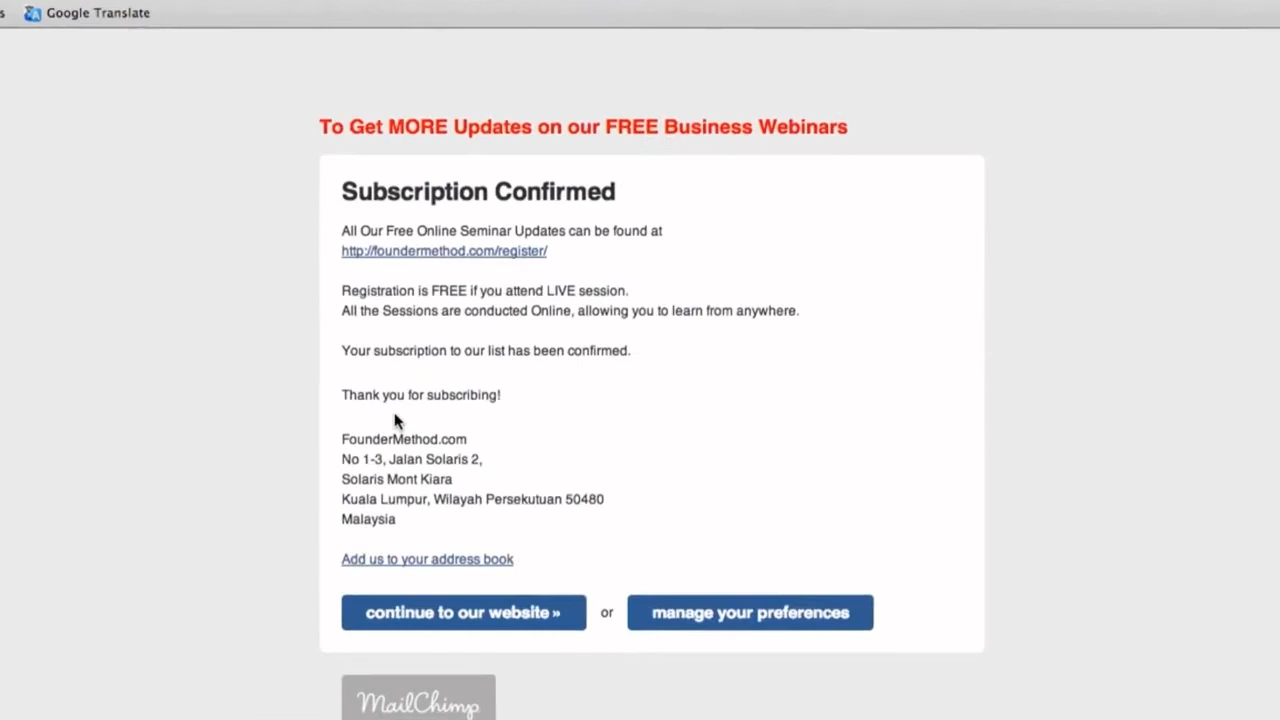 Google Translate
To Get MORE Updates on our FREE Business Webinars
Subscription Confirmed
All Our Free Online Seminar Updates can be found at
http://foundermethod.com/register/
Registration is FREE if you attend LIVE session.
All the Sessions are conducted Online, allowing you to learn from anywhere.
Your subscription to our list has been confirmed.
Thank you for subscribing!
FounderMethod.com
No 1-3, Jalan Solaris 2,
Solaris Mont Kiara
Kuala Lumpur, Wilayah Persekutuan 50480
Malaysia
Add us to your address book
continue to our website » or manage your preferences
MailChimp